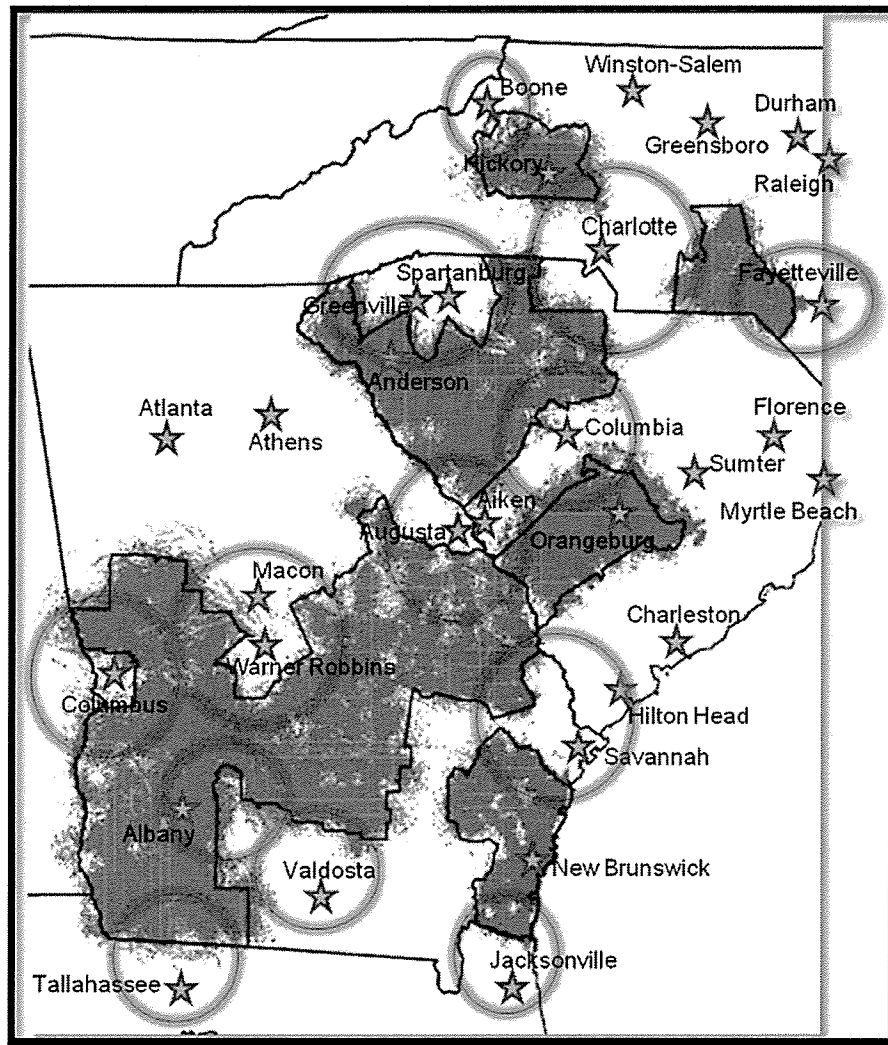 Boone
Winston-Salem
Durham
Greensboro
Hickory
Raleigh
Charlotte
Spartanburg
Fayetteville
Greenville
Anderson
Atlanta
Athens
Columbia
Florence
Sumter
Aiken
Augusta
Myrtle Beach
Orangeburg
Macon
Charleston
Warner Robbins
Columbus
Hilton Head
Savannah
Albany
Valdosta
New Brunswick
Jacksonville
Tallahassee